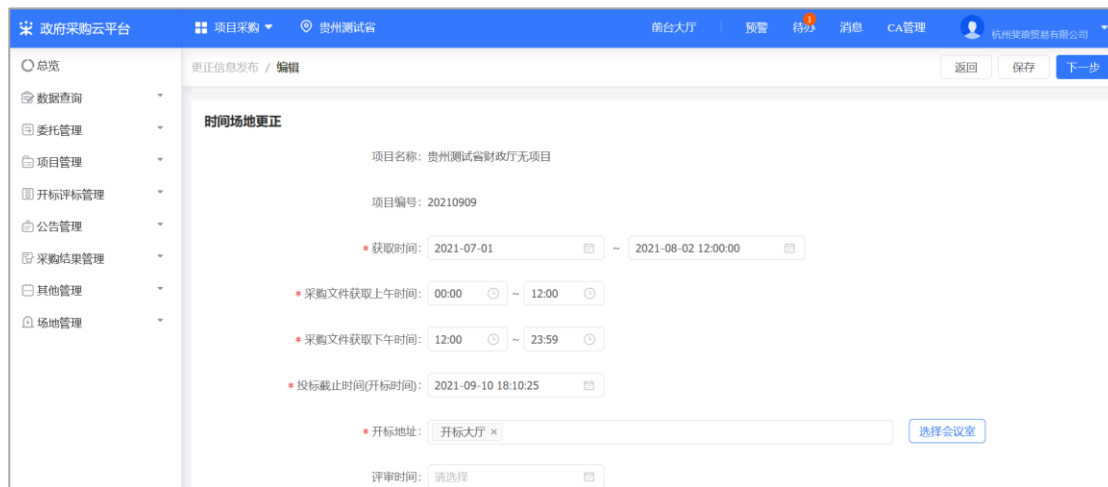 政府采购云平台 项目采购 贵州测试省 前台大厅 预警 待办 1 消息 CA管理 杭州斐琅贸易有限公司
总览 更正信息发布 / 编辑 返回 保存 下一步
数据查询
委托管理 时间场地更正
项目管理 项目名称: 贵州测试省财政厅无项目
开标评标管理 项目编号: 20210909
公告管理
采购结果管理 * 获取时间: 2021-07-01 ~ 2021-08-02 12:00:00
其他管理 * 采购文件获取上午时间: 00:00 ~ 12:00
场地管理
* 采购文件获取下午时间: 12:00 ~ 23:59
* 投标截止时间(开标时间): 2021-09-10 18:10:25
* 开标地址: 开标大厅 × 选择会议室
评审时间: 请选择